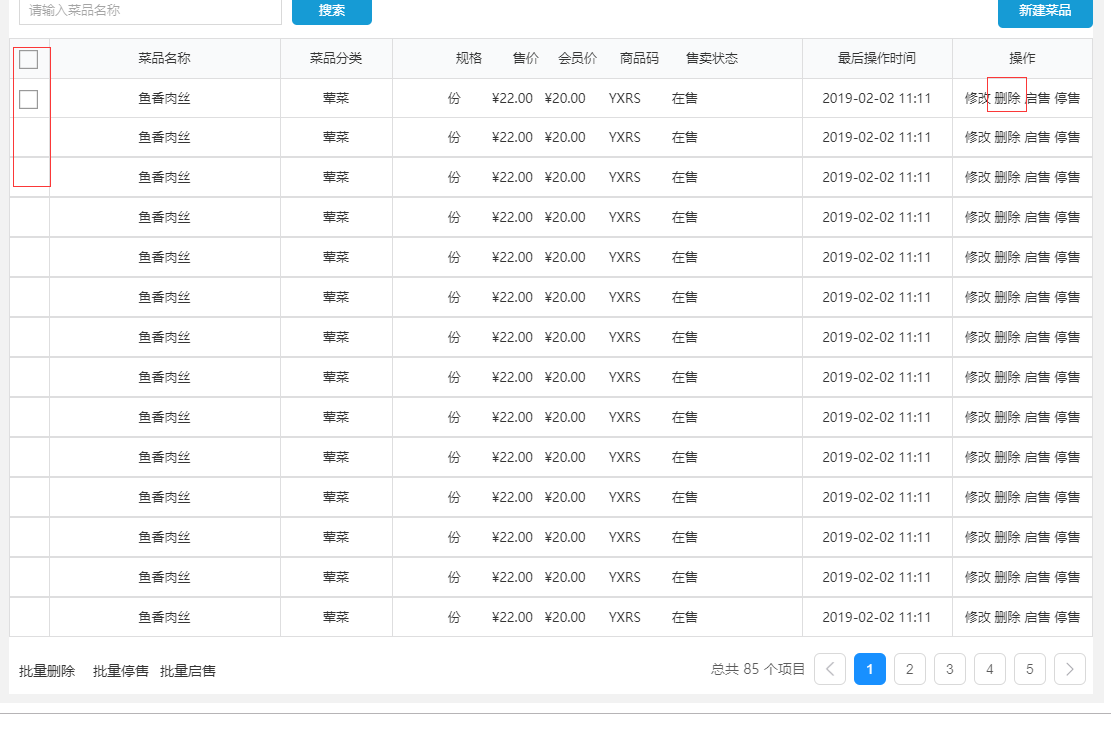 请输入菜品名称 搜索 新建菜品
菜品名称 菜品分类 规格 售价 会员价 商品码 售卖状态 最后操作时间 操作
鱼香肉丝 荤菜 份 ¥22.00 ¥20.00 YXRS 在售 2019-02-02 11:11 修改 删除 启售 停售
鱼香肉丝 荤菜 份 ¥22.00 ¥20.00 YXRS 在售 2019-02-02 11:11 修改 删除 启售 停售
鱼香肉丝 荤菜 份 ¥22.00 ¥20.00 YXRS 在售 2019-02-02 11:11 修改 删除 启售 停售
鱼香肉丝 荤菜 份 ¥22.00 ¥20.00 YXRS 在售 2019-02-02 11:11 修改 删除 启售 停售
鱼香肉丝 荤菜 份 ¥22.00 ¥20.00 YXRS 在售 2019-02-02 11:11 修改 删除 启售 停售
鱼香肉丝 荤菜 份 ¥22.00 ¥20.00 YXRS 在售 2019-02-02 11:11 修改 删除 启售 停售
鱼香肉丝 荤菜 份 ¥22.00 ¥20.00 YXRS 在售 2019-02-02 11:11 修改 删除 启售 停售
鱼香肉丝 荤菜 份 ¥22.00 ¥20.00 YXRS 在售 2019-02-02 11:11 修改 删除 启售 停售
鱼香肉丝 荤菜 份 ¥22.00 ¥20.00 YXRS 在售 2019-02-02 11:11 修改 删除 启售 停售
鱼香肉丝 荤菜 份 ¥22.00 ¥20.00 YXRS 在售 2019-02-02 11:11 修改 删除 启售 停售
鱼香肉丝 荤菜 份 ¥22.00 ¥20.00 YXRS 在售 2019-02-02 11:11 修改 删除 启售 停售
鱼香肉丝 荤菜 份 ¥22.00 ¥20.00 YXRS 在售 2019-02-02 11:11 修改 删除 启售 停售
鱼香肉丝 荤菜 份 ¥22.00 ¥20.00 YXRS 在售 2019-02-02 11:11 修改 删除 启售 停售
鱼香肉丝 荤菜 份 ¥22.00 ¥20.00 YXRS 在售 2019-02-02 11:11 修改 删除 启售 停售
批量删除 批量停售 批量启售 总共 85 个项目 1 2 3 4 5